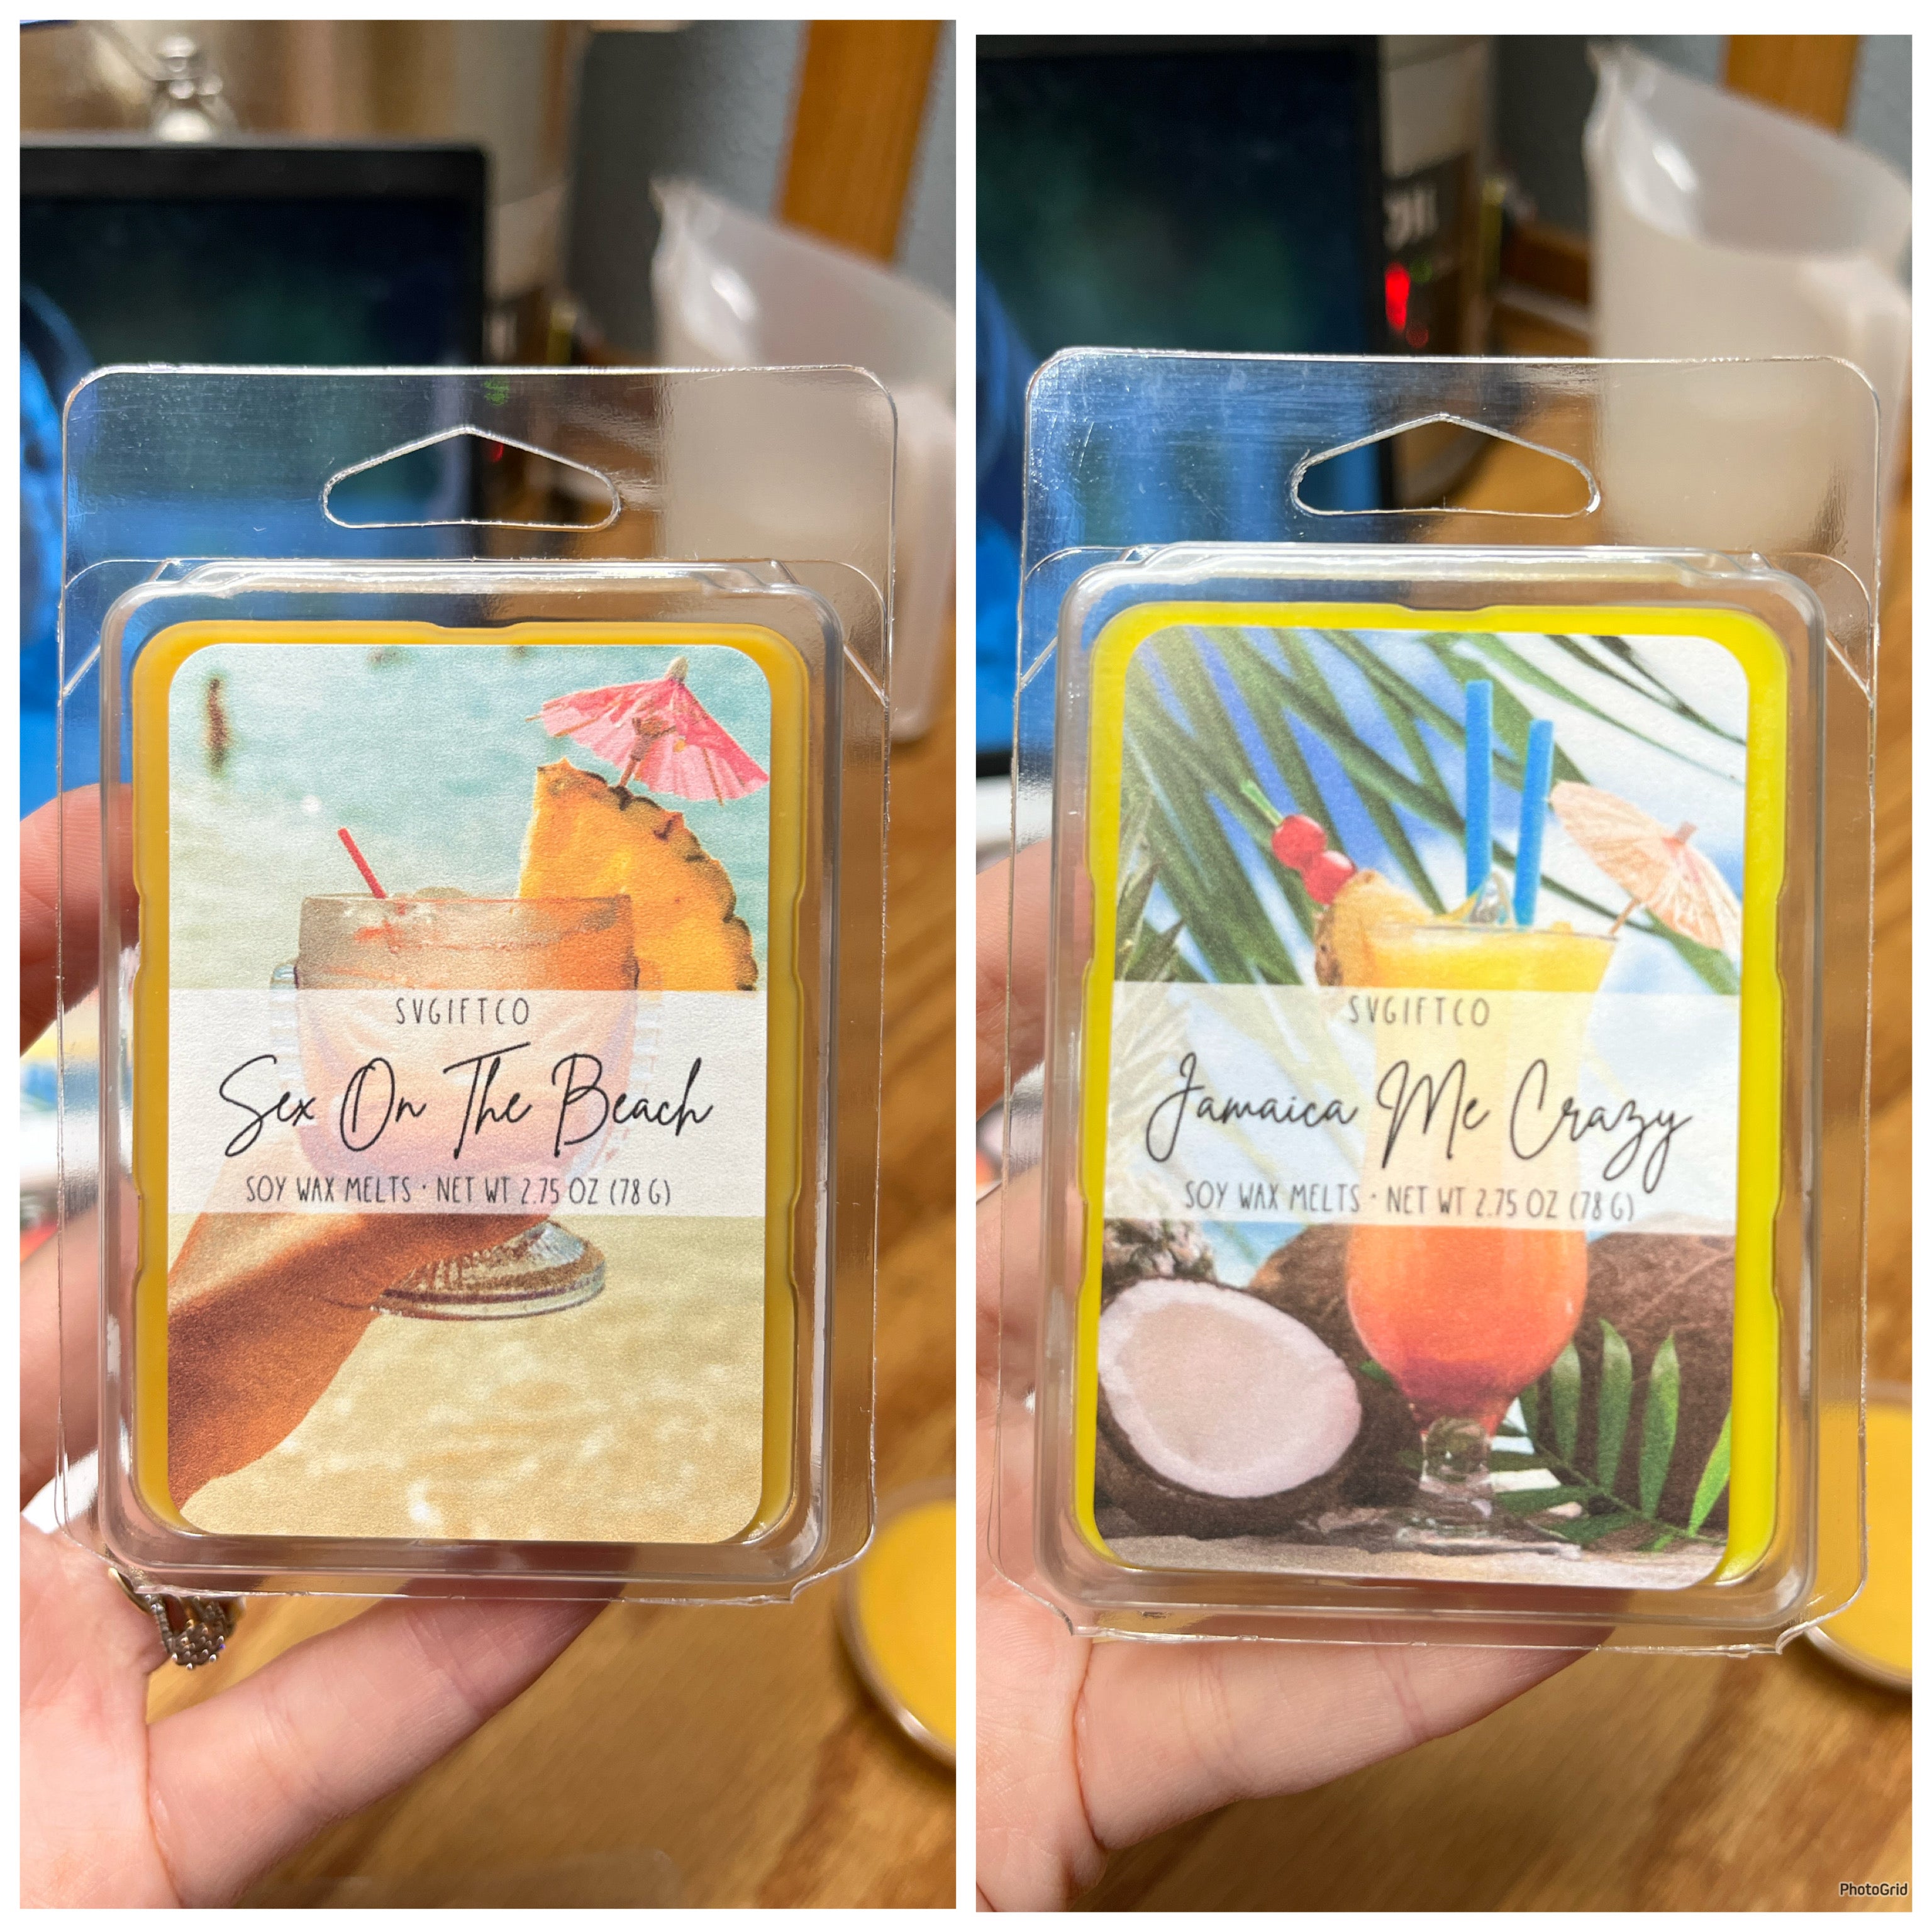 SVGIFTCO
Sex On The Beach
SOY WAX MELTS · NET WT 2.75 OZ (78 G)
SVGIFTCO
Jamaica Me Crazy
SOY WAX MELTS · NET WT 2.75 OZ (78 G)
PhotoGrid